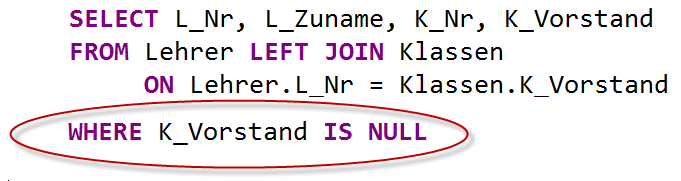 SELECT L_Nr, L_Zuname, K_Nr, K_Vorstand
FROM Lehrer LEFT JOIN Klassen
ON Lehrer.L_Nr = Klassen.K_Vorstand
WHERE K_Vorstand IS NULL